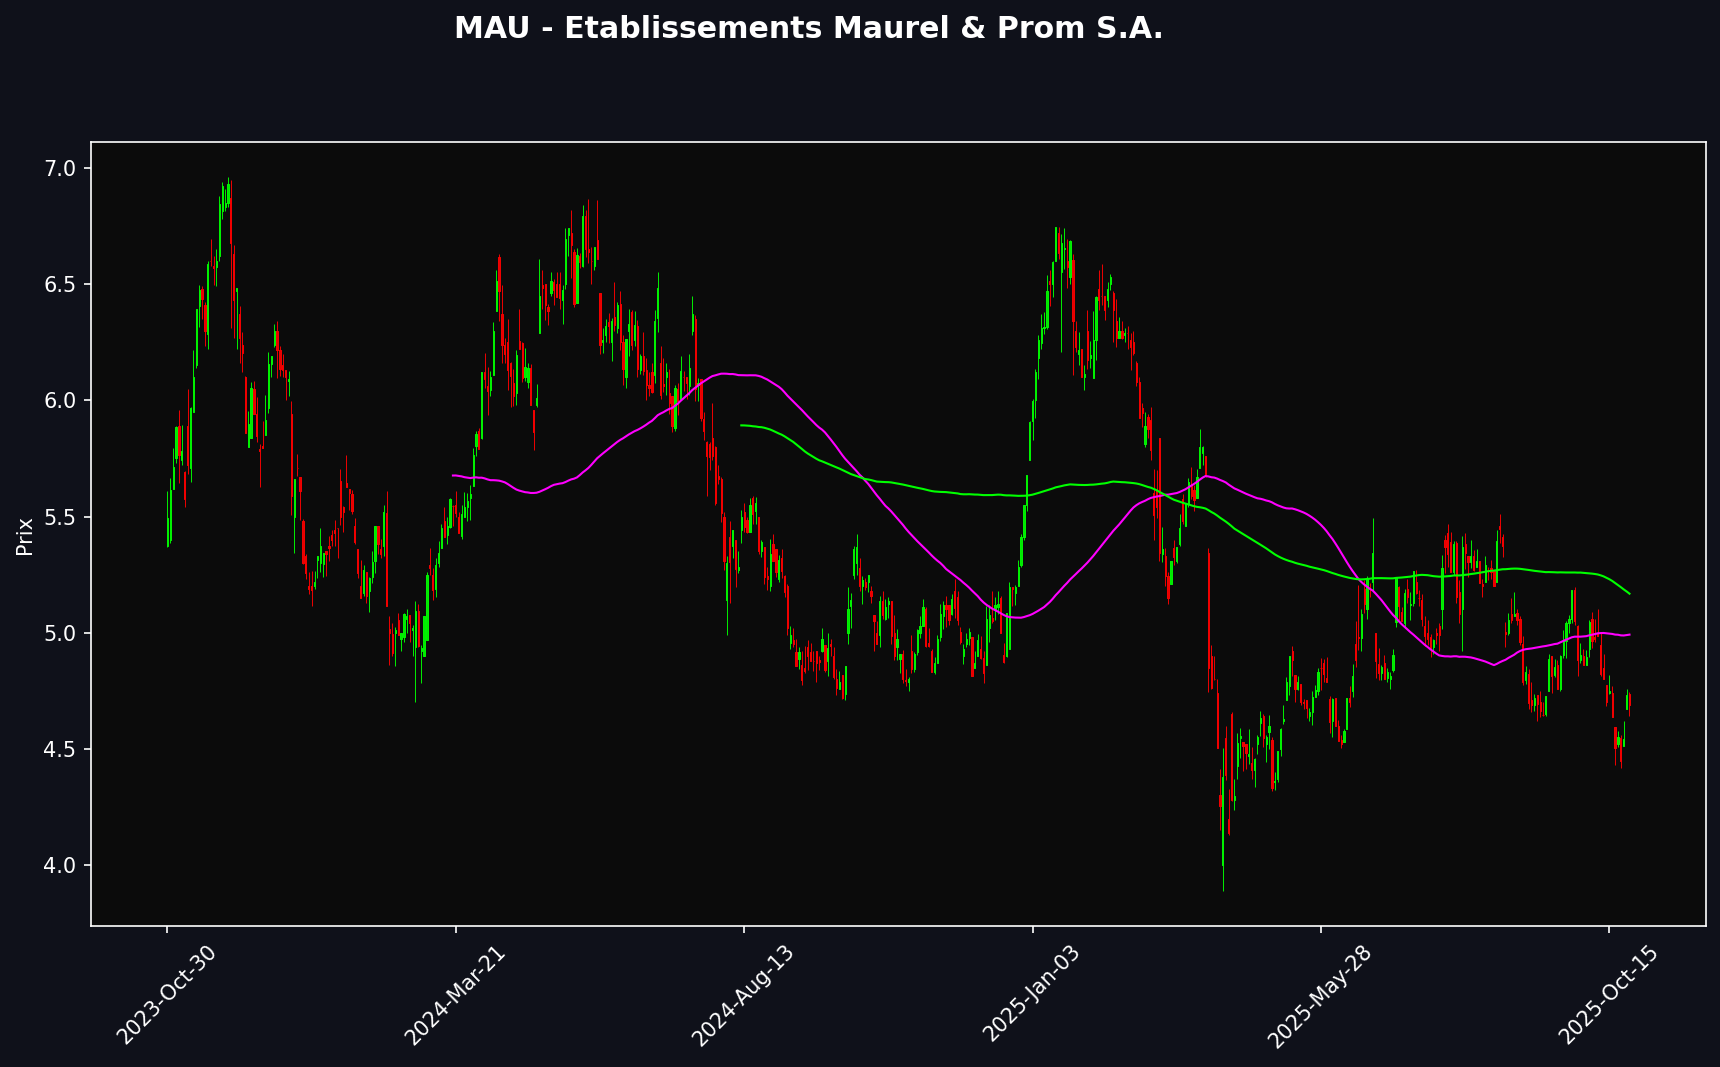 MAU - Etablissements Maurel & Prom S.A.
Prix
7.0
6.5
6.0
5.5
5.0
4.5
4.0
2023-Oct-30
2024-Mar-21
2024-Aug-13
2025-Jan-03
2025-May-28
2025-Oct-15